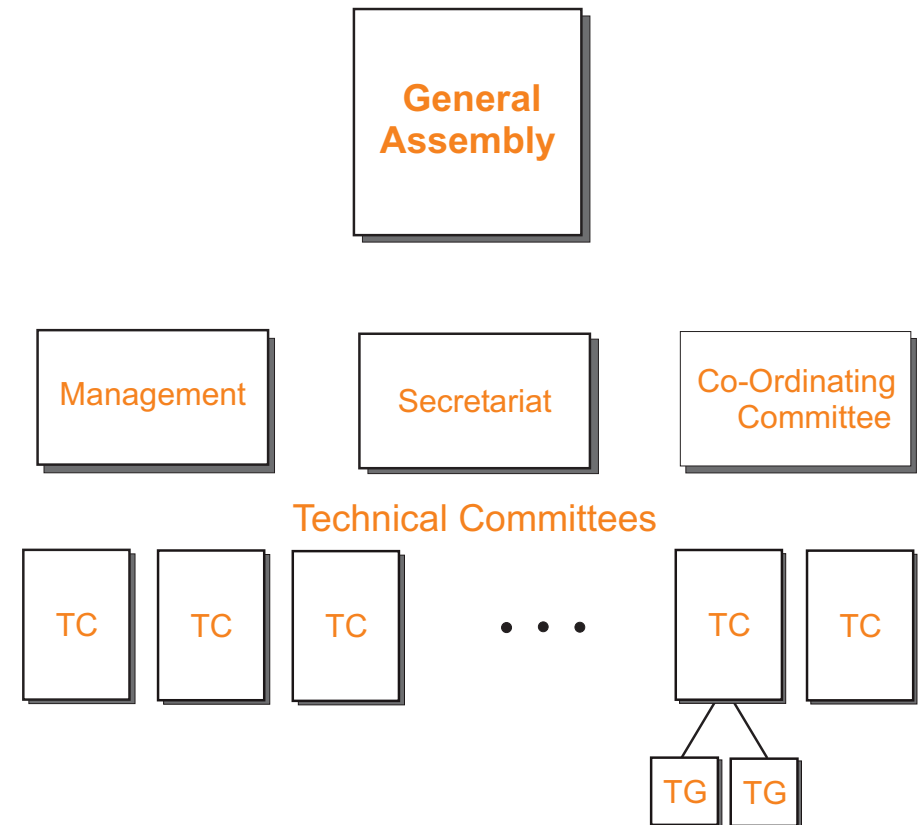 General
Assembly
Management
Secretariat
Co-Ordinating
Committee
Technical Committees
TC
TC
TC
• • •
TC
TC
TG
TG